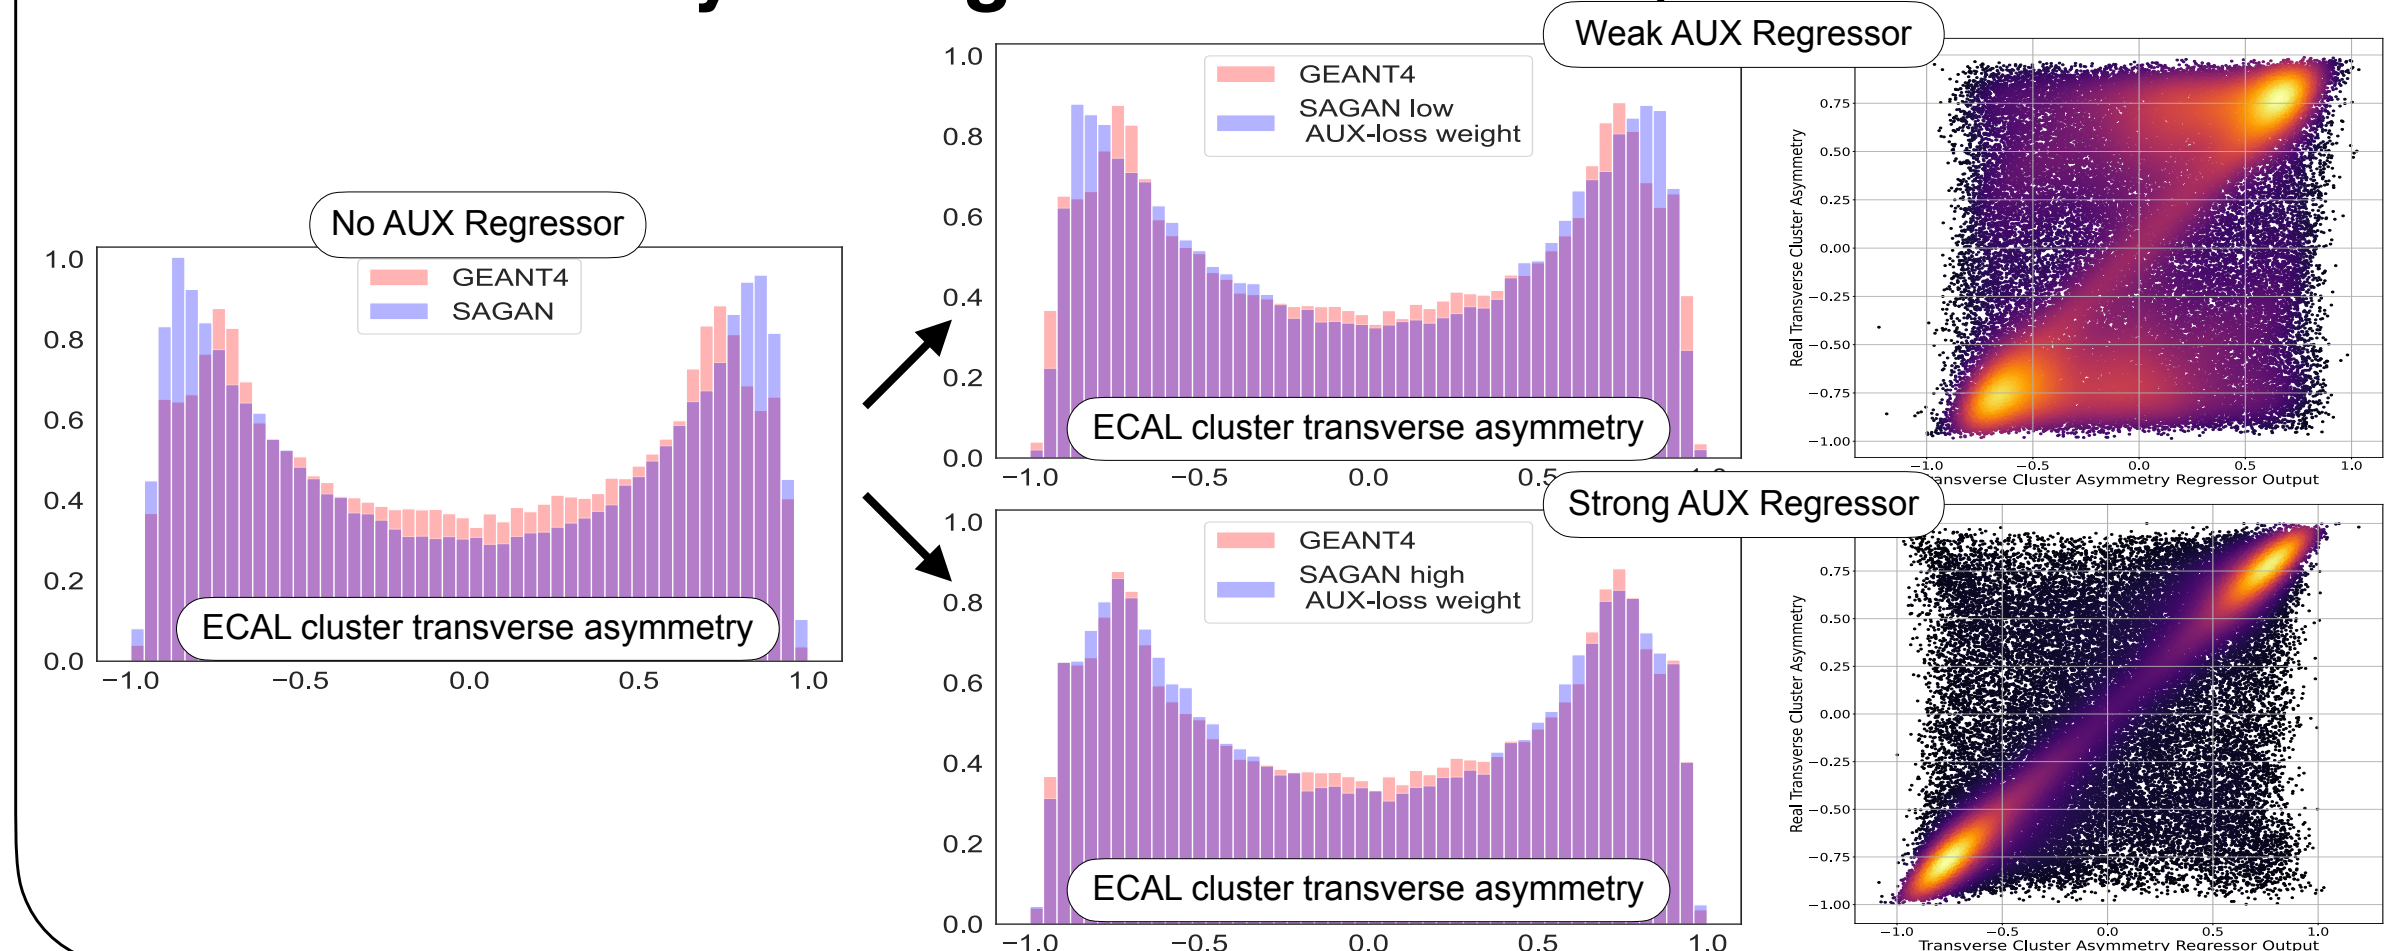 No AUX Regressor
1.0
0.8
0.6
0.4
0.2
0.0
GEANT4
SAGAN
ECAL cluster transverse asymmetry
−1.0 −0.5 0.0 0.5 1.0
Weak AUX Regressor
1.0
0.8
0.6
0.4
0.2
0.0
GEANT4
SAGAN low
AUX-loss weight
ECAL cluster transverse asymmetry
−1.0 −0.5 0.0 0.5
Real Transverse Cluster Asymmetry
0.75
0.50
0.25
0.00
−0.25
−0.50
−0.75
−1.00
−1.0 −0.5 0.0 0.5 1.0
Cluster Asymmetry Regressor Output
Strong AUX Regressor
1.0
0.8
0.6
0.4
0.2
0.0
GEANT4
SAGAN high
AUX-loss weight
ECAL cluster transverse asymmetry
−1.0 −0.5 0.0 0.5 1.0
Real Transverse Cluster Asymmetry
0.75
0.50
0.25
0.00
−0.25
−0.50
−0.75
−1.00
−1.0 −0.5 0.0 0.5 1.0
Transverse Cluster Asymmetry Regressor Output